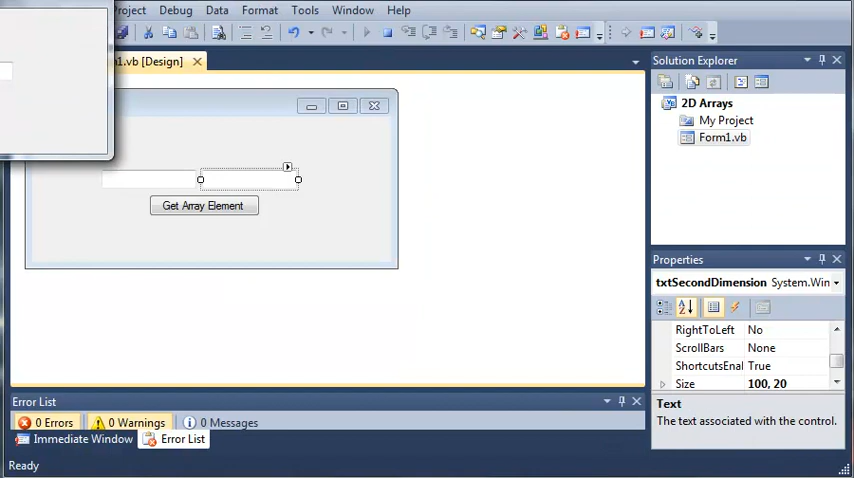 Project Debug Data Format Tools Window Help
m1.vb [Design]
Solution Explorer
2D Arrays
My Project
Form1.vb
Get Array Element
Properties
txtSecondDimension System.Win
RightToLeft No
ScrollBars None
ShortcutsEnal True
Size 100, 20
Text
The text associated with the control.
Error List
0 Errors 0 Warnings 0 Messages
Immediate Window Error List
Ready